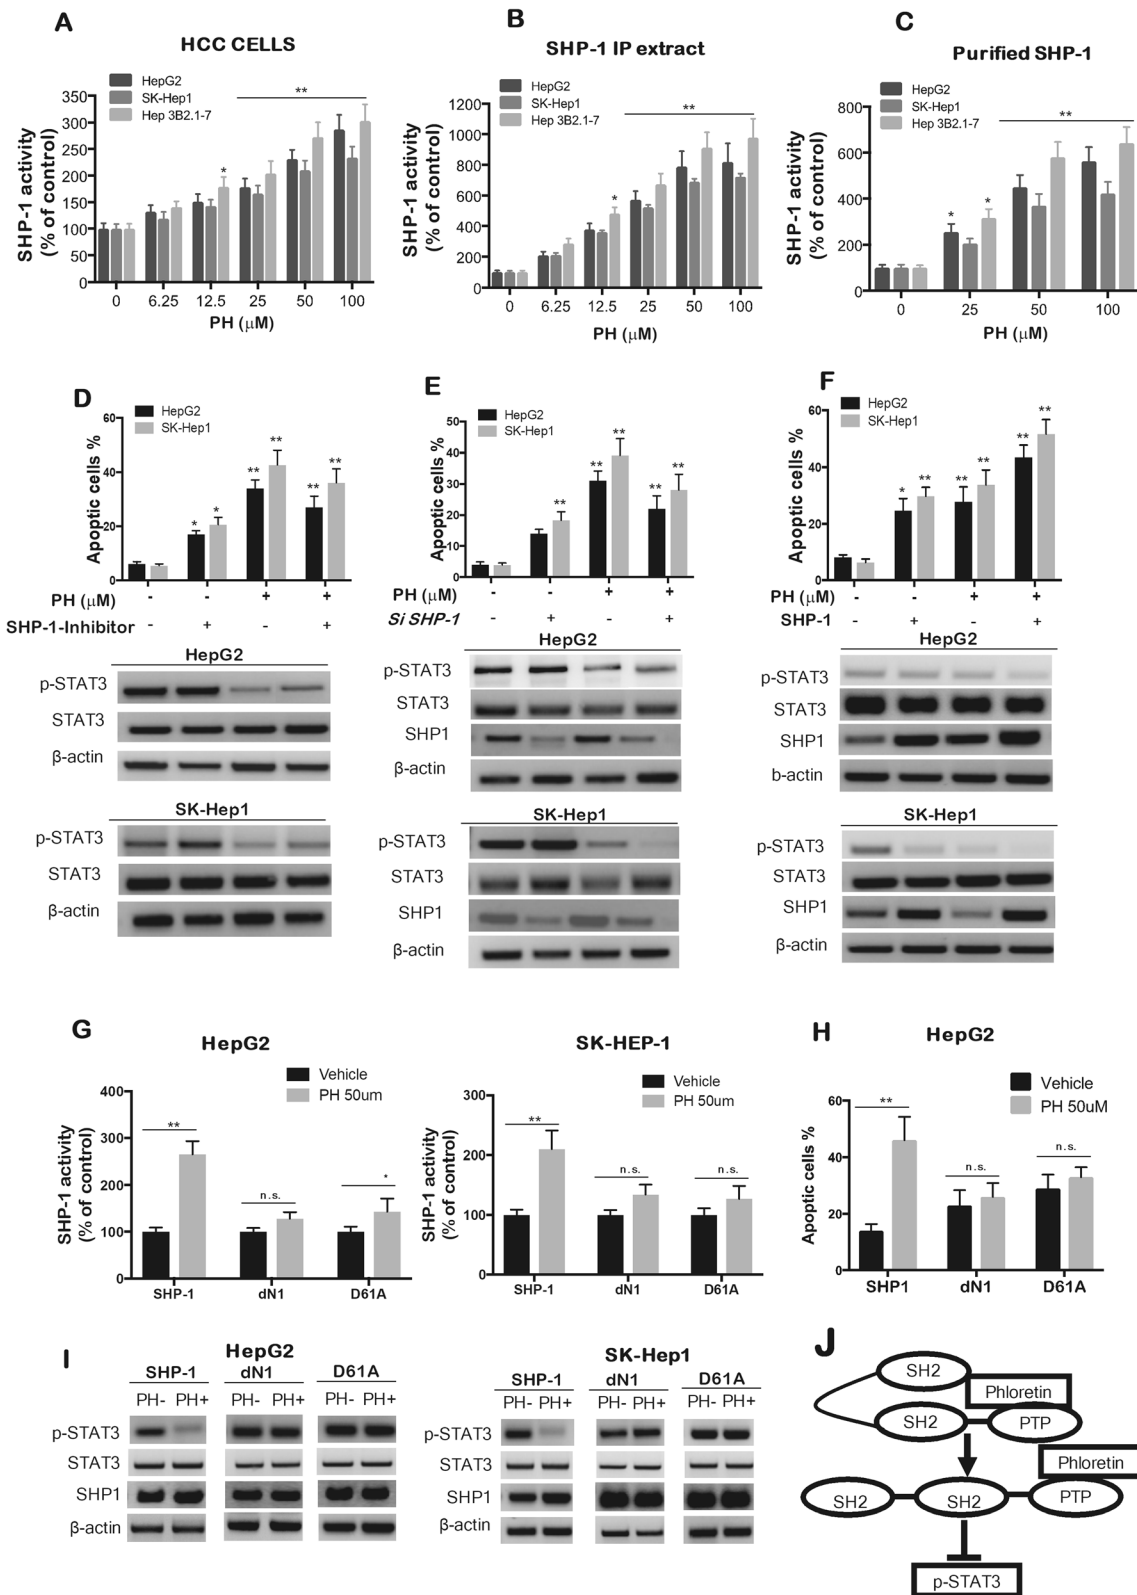 A
HCC CELLS
HepG2
SK-Hep1
Hep 3B2.1-7
SHP-1 activity
(% of control)
350
300
250
200
150
100
50
0
*
**
0 6.25 12.5 25 50 100
PH (µM)
B
SHP-1 IP extract
HepG2
SK-Hep1
Hep 3B2.1-7
SHP-1 activity
(% of control)
1200
1000
800
600
400
200
0
*
**
0 6.25 12.5 25 50 100
PH (µM)
C
Purified SHP-1
HepG2
SK-Hep1
Hep 3B2.1-7
SHP-1 activity
(% of control)
800
600
400
200
0
* *
**
0 25 50 100
PH (µM)
D
HepG2
SK-Hep1
Apoptic cells %
60
40
20
0
* * ** ** ** **
PH (µM) - - + +
SHP-1-Inhibitor - + - +
HepG2
p-STAT3
STAT3
β-actin
SK-Hep1
p-STAT3
STAT3
β-actin
E
HepG2
SK-Hep1
Apoptic cells %
50
40
30
20
10
0
** ** ** ** **
PH (µM) - - + +
Si SHP-1 - + - +
HepG2
p-STAT3
STAT3
SHP1
β-actin
SK-Hep1
p-STAT3
STAT3
SHP1
β-actin
F
HepG2
SK-Hep1
Apoptic cells %
60
40
20
0
* ** ** ** ** **
PH (µM) - - + +
SHP-1 - + - +
HepG2
p-STAT3
STAT3
SHP1
b-actin
SK-Hep1
p-STAT3
STAT3
SHP1
β-actin
G
HepG2
Vehicle
PH 50um
SHP-1 activity
(% of control)
400
300
200
100
0
** n.s. *
SHP-1 dN1 D61A
SK-HEP-1
Vehicle
PH 50um
SHP-1 activity
(% of control)
300
200
100
0
** n.s. n.s.
SHP-1 dN1 D61A
H
HepG2
Vehicle
PH 50uM
Apoptic cells %
60
40
20
0
** n.s. n.s.
SHP1 dN1 D61A
I
HepG2
SHP-1 dN1 D61A
PH- PH+ PH- PH+ PH- PH+
p-STAT3
STAT3
SHP1
β-actin
SK-Hep1
SHP-1 dN1 D61A
PH- PH+ PH- PH+ PH- PH+
p-STAT3
STAT3
SHP1
β-actin
J
SH2
Phloretin
SH2 PTP
Phloretin
SH2 SH2 PTP
p-STAT3